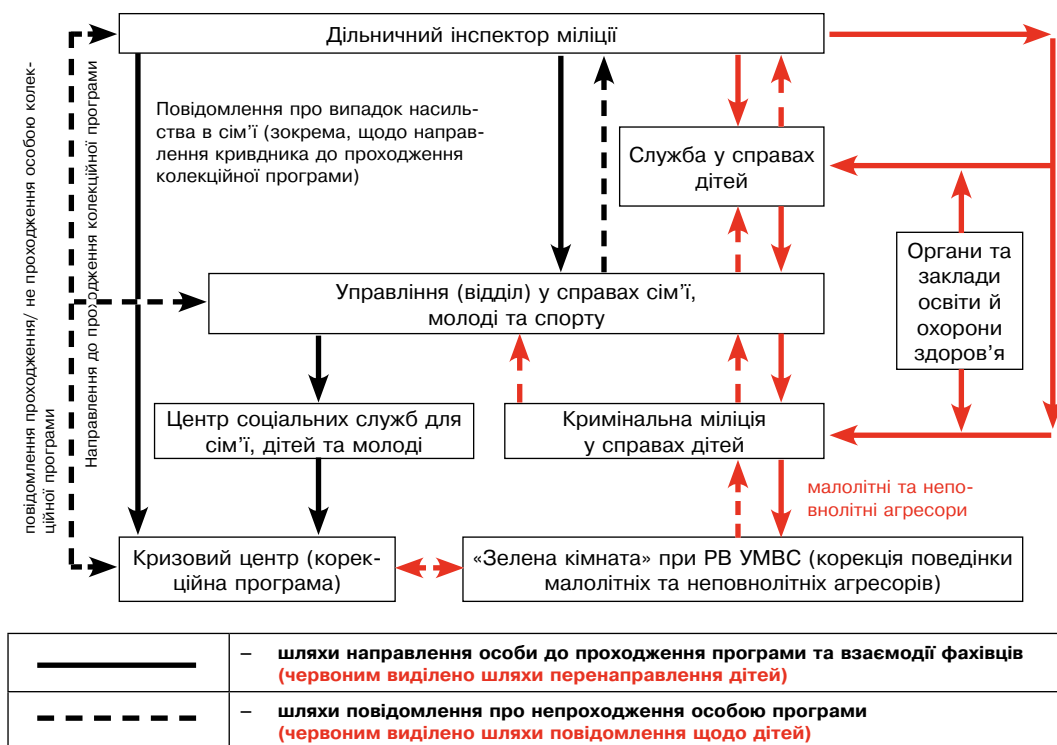 Дільничний інспектор міліції
повідомлення проходження/ не проходження особою колек-
ційної програми
Направлення до проходження колекційної програми
Повідомлення про випадок насиль-
ства в сім’ї (зокрема, щодо направ-
лення кривдника до проходження
колекційної програми)
Служба у справах
дітей
Органи та
заклади
освіти й
охорони
здоров’я
Управління (відділ) у справах сім’ї,
молоді та спорту
Центр соціальних служб для
сім’ї, дітей та молоді
Кримінальна міліція
у справах дітей
малолітні та непо-
внолітні агресори
Кризовий центр (корек-
ційна програма)
«Зелена кімната» при РВ УМВС (корекція поведінки
малолітніх та неповнолітніх агресорів)
– шляхи направлення особи до проходження програми та взаємодії фахівців
(червоним виділено шляхи перенаправлення дітей)
– шляхи повідомлення про непроходження особою програми
(червоним виділено шляхи повідомлення щодо дітей)